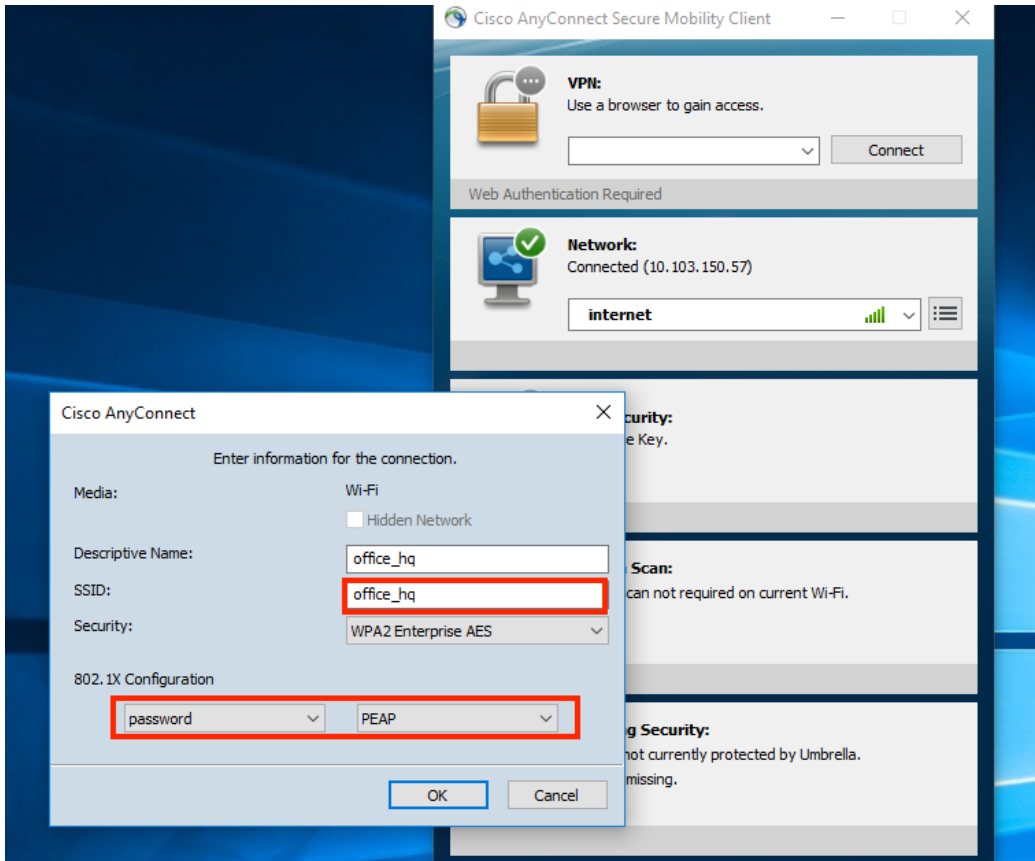 Cisco AnyConnect Secure Mobility Client
VPN:
Use a browser to gain access.
Connect
Web Authentication Required
Network:
Connected (10.103.150.57)
internet
Cisco AnyConnect
Enter information for the connection.
Media:
Wi-Fi
Hidden Network
Descriptive Name:
office_hq
SSID:
office_hq
Security:
WPA2 Enterprise AES
802.1X Configuration
password
PEAP
OK
Cancel
Key.
Scan:
not required on current Wi-Fi.
Security:
not currently protected by Umbrella.
missing.